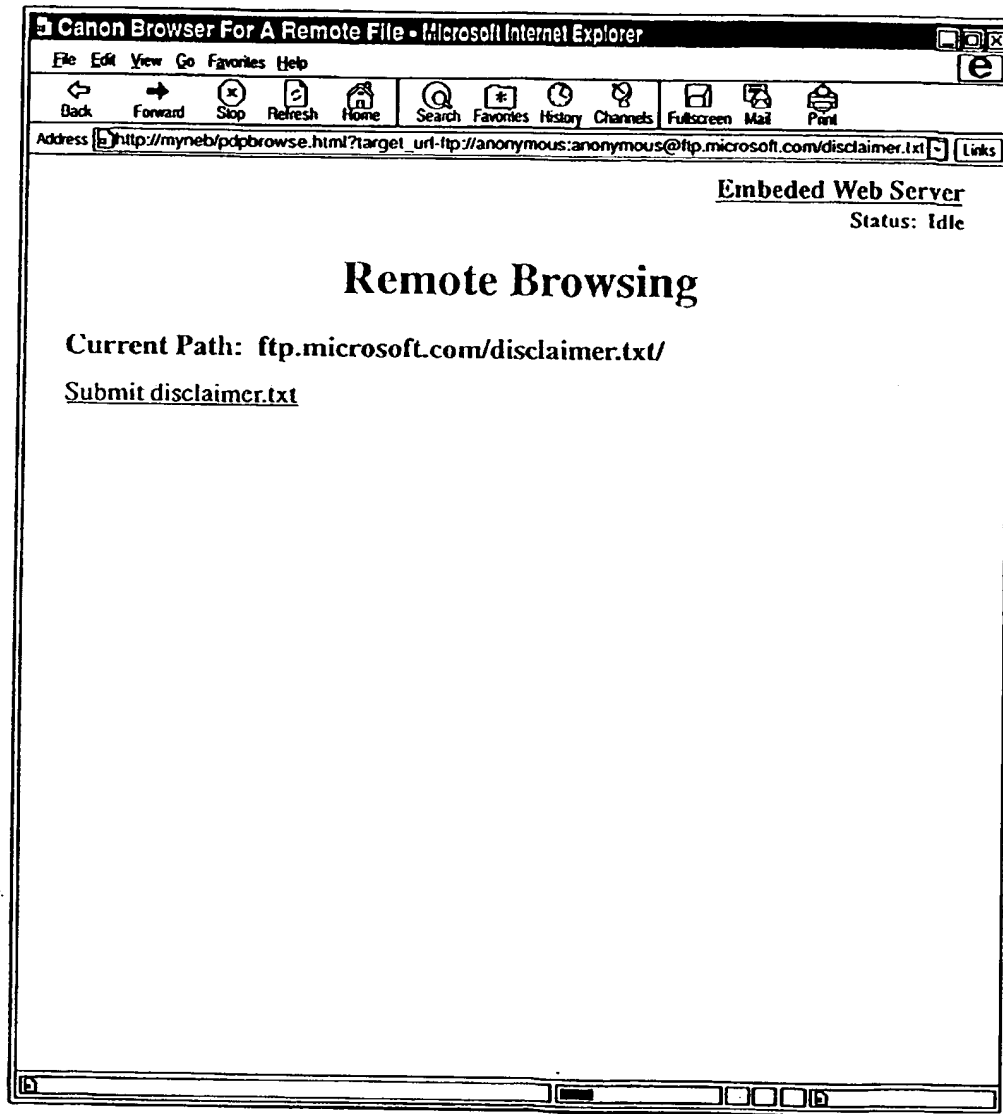 Canon Browser For A Remote File - Microsoft Internet Explorer
File Edit View Go Favorites Help
Back Forward Stop Refresh Home Search Favorites History Channels Fullscreen Mail Print
Address http://myneb/pdpbrowse.html?target_url-ftp://anonymous:anonymous@ftp.microsoft.com/disclaimer.txt Links
Embeded Web Server
Status: Idle
Remote Browsing
Current Path: ftp.microsoft.com/disclaimer.txt/
Submit disclaimer.txt